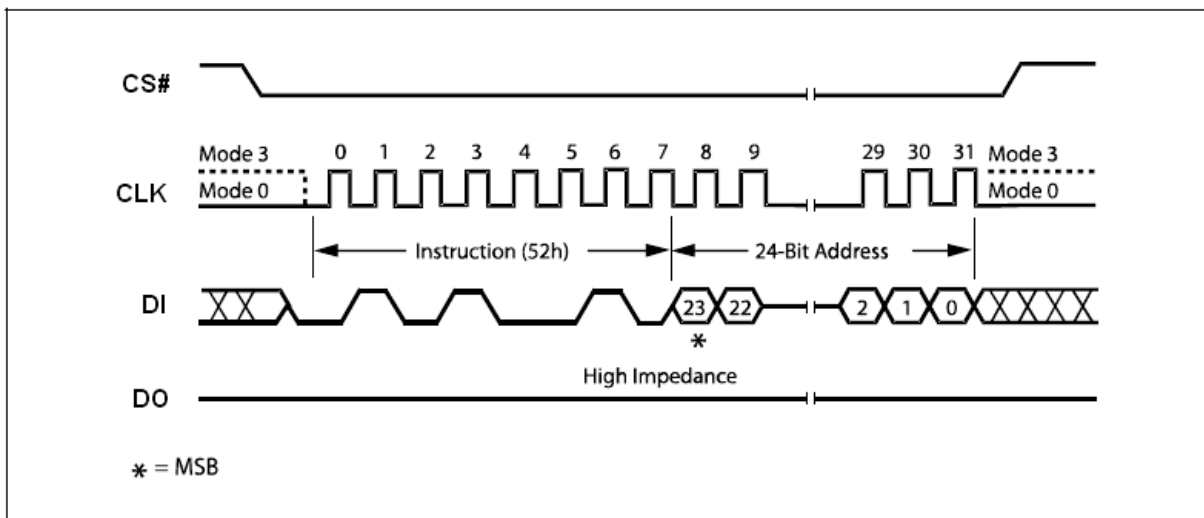 CS#
Mode 3 0 1 2 3 4 5 6 7 8 9 29 30 31 Mode 3
CLK Mode 0 Mode 0
Instruction (52h) 24-Bit Address
DI 23 22 2 1 0
*
High Impedance
DO
* = MSB